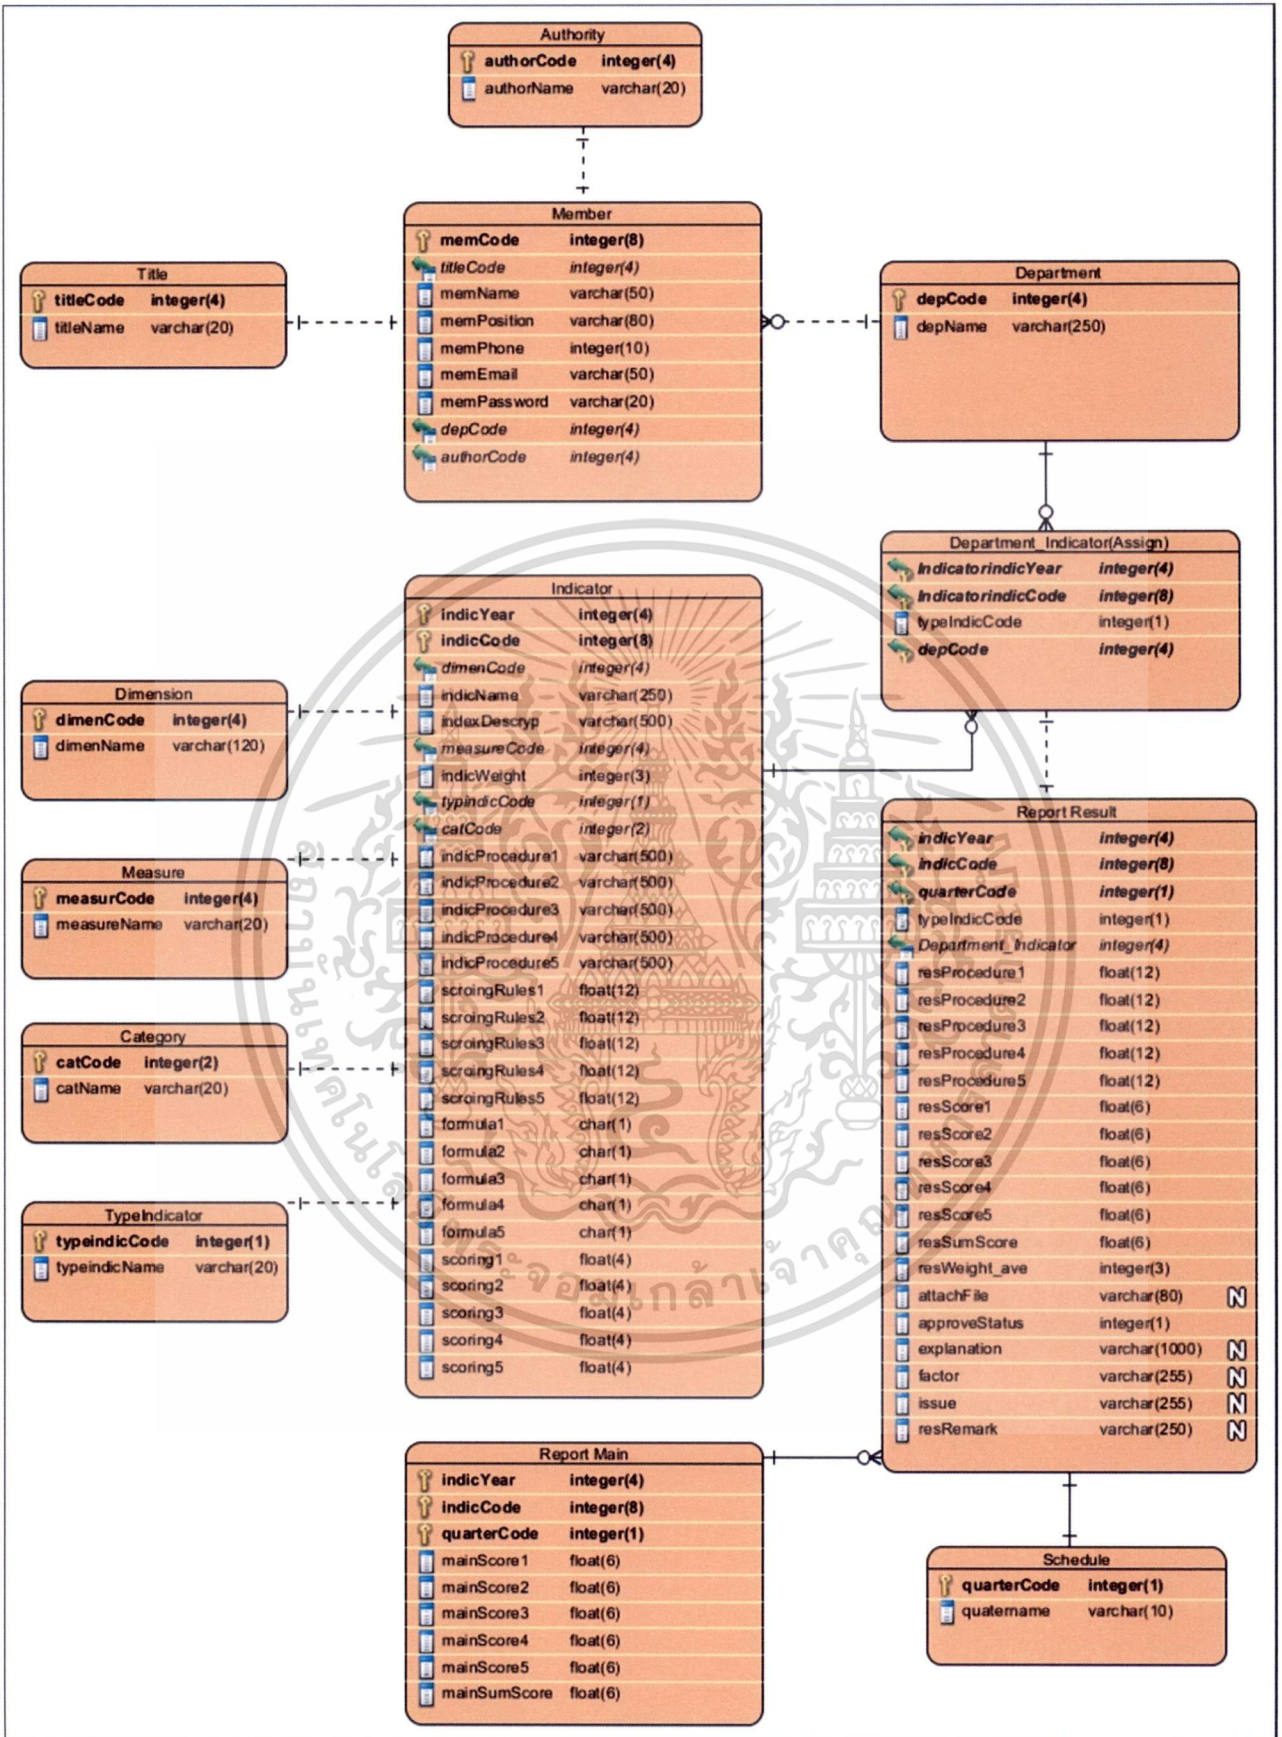 Authority
authorCode integer(4)
authorName varchar(20)
Member
memCode integer(8)
titleCode integer(4)
memName varchar(50)
memPosition varchar(80)
memPhone integer(10)
memEmail varchar(50)
memPassword varchar(20)
depCode integer(4)
authorCode integer(4)
Title
titleCode integer(4)
titleName varchar(20)
Department
depCode integer(4)
depName varchar(250)
Department_Indicator(Assign)
IndicatorindicYear integer(4)
IndicatorindicCode integer(8)
typeIndicCode integer(1)
depCode integer(4)
Indicator
indicYear integer(4)
indicCode integer(8)
dimenCode integer(4)
indicName varchar(250)
indexDescryp varchar(500)
measureCode integer(4)
indicWeight integer(3)
typindicCode integer(1)
catCode integer(2)
indicProcedure1 varchar(500)
indicProcedure2 varchar(500)
indicProcedure3 varchar(500)
indicProcedure4 varchar(500)
indicProcedure5 varchar(500)
scroingRules1 float(12)
scroingRules2 float(12)
scroingRules3 float(12)
scroingRules4 float(12)
scroingRules5 float(12)
formula1 char(1)
formula2 char(1)
formula3 char(1)
formula4 char(1)
formula5 char(1)
scoring1 float(4)
scoring2 float(4)
scoring3 float(4)
scoring4 float(4)
scoring5 float(4)
Dimension
dimenCode integer(4)
dimenName varchar(120)
Measure
measurCode integer(4)
measureName varchar(20)
Category
catCode integer(2)
catName varchar(20)
TypeIndicator
typeindicCode integer(1)
typeindicName varchar(20)
Report Result
indicYear integer(4)
indicCode integer(8)
quarterCode integer(1)
typeIndicCode integer(1)
Department_Indicator integer(4)
resProcedure1 float(12)
resProcedure2 float(12)
resProcedure3 float(12)
resProcedure4 float(12)
resProcedure5 float(12)
resScore1 float(6)
resScore2 float(6)
resScore3 float(6)
resScore4 float(6)
resScore5 float(6)
resSumScore float(6)
resWeight_ave integer(3)
attachFile varchar(80) N
approveStatus integer(1)
explanation varchar(1000) N
factor varchar(255) N
issue varchar(255) N
resRemark varchar(250) N
Report Main
indicYear integer(4)
indicCode integer(8)
quarterCode integer(1)
mainScore1 float(6)
mainScore2 float(6)
mainScore3 float(6)
mainScore4 float(6)
mainScore5 float(6)
mainSumScore float(6)
Schedule
quarterCode integer(1)
quatername varchar(10)